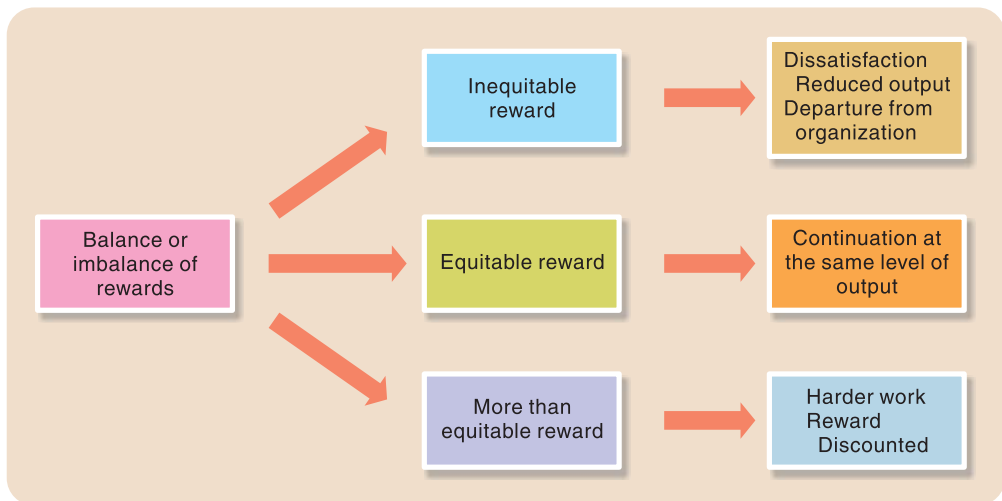 Balance or
imbalance of
rewards
Inequitable
reward
Dissatisfaction
Reduced output
Departure from
organization
Equitable reward
Continuation at
the same level of
output
More than
equitable reward
Harder work
Reward
Discounted